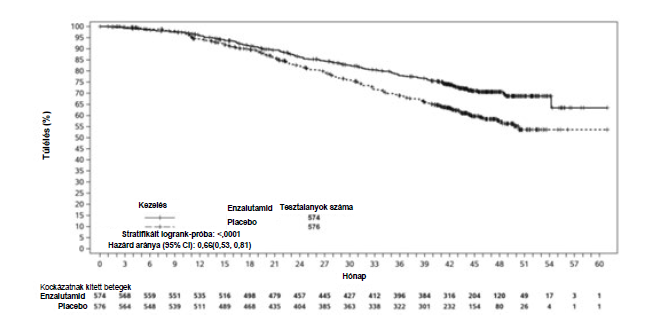 100
95
90
85
80
75
70
65
60
55
50
45
40
35
30
25
20
15
10
5
0
Túlélés (%)
Kezelés Enzalutamid Tesztalanyok száma
574
Placebo 576
Stratifikált logrank-próba: <,0001
Hazárd aránya (95% CI): 0,66(0,53, 0,81)
0 3 6 9 12 15 18 21 24 27 30 33 36 39 42 45 48 51 54 57 60
Hónap
Kockázatnak kitett betegek
Enzalutamid 574 568 559 551 535 516 498 479 457 445 427 412 396 384 316 204 120 49 17 3 1
Placebo 576 564 548 539 511 489 468 435 404 385 363 338 322 301 232 154 80 26 4 1 1